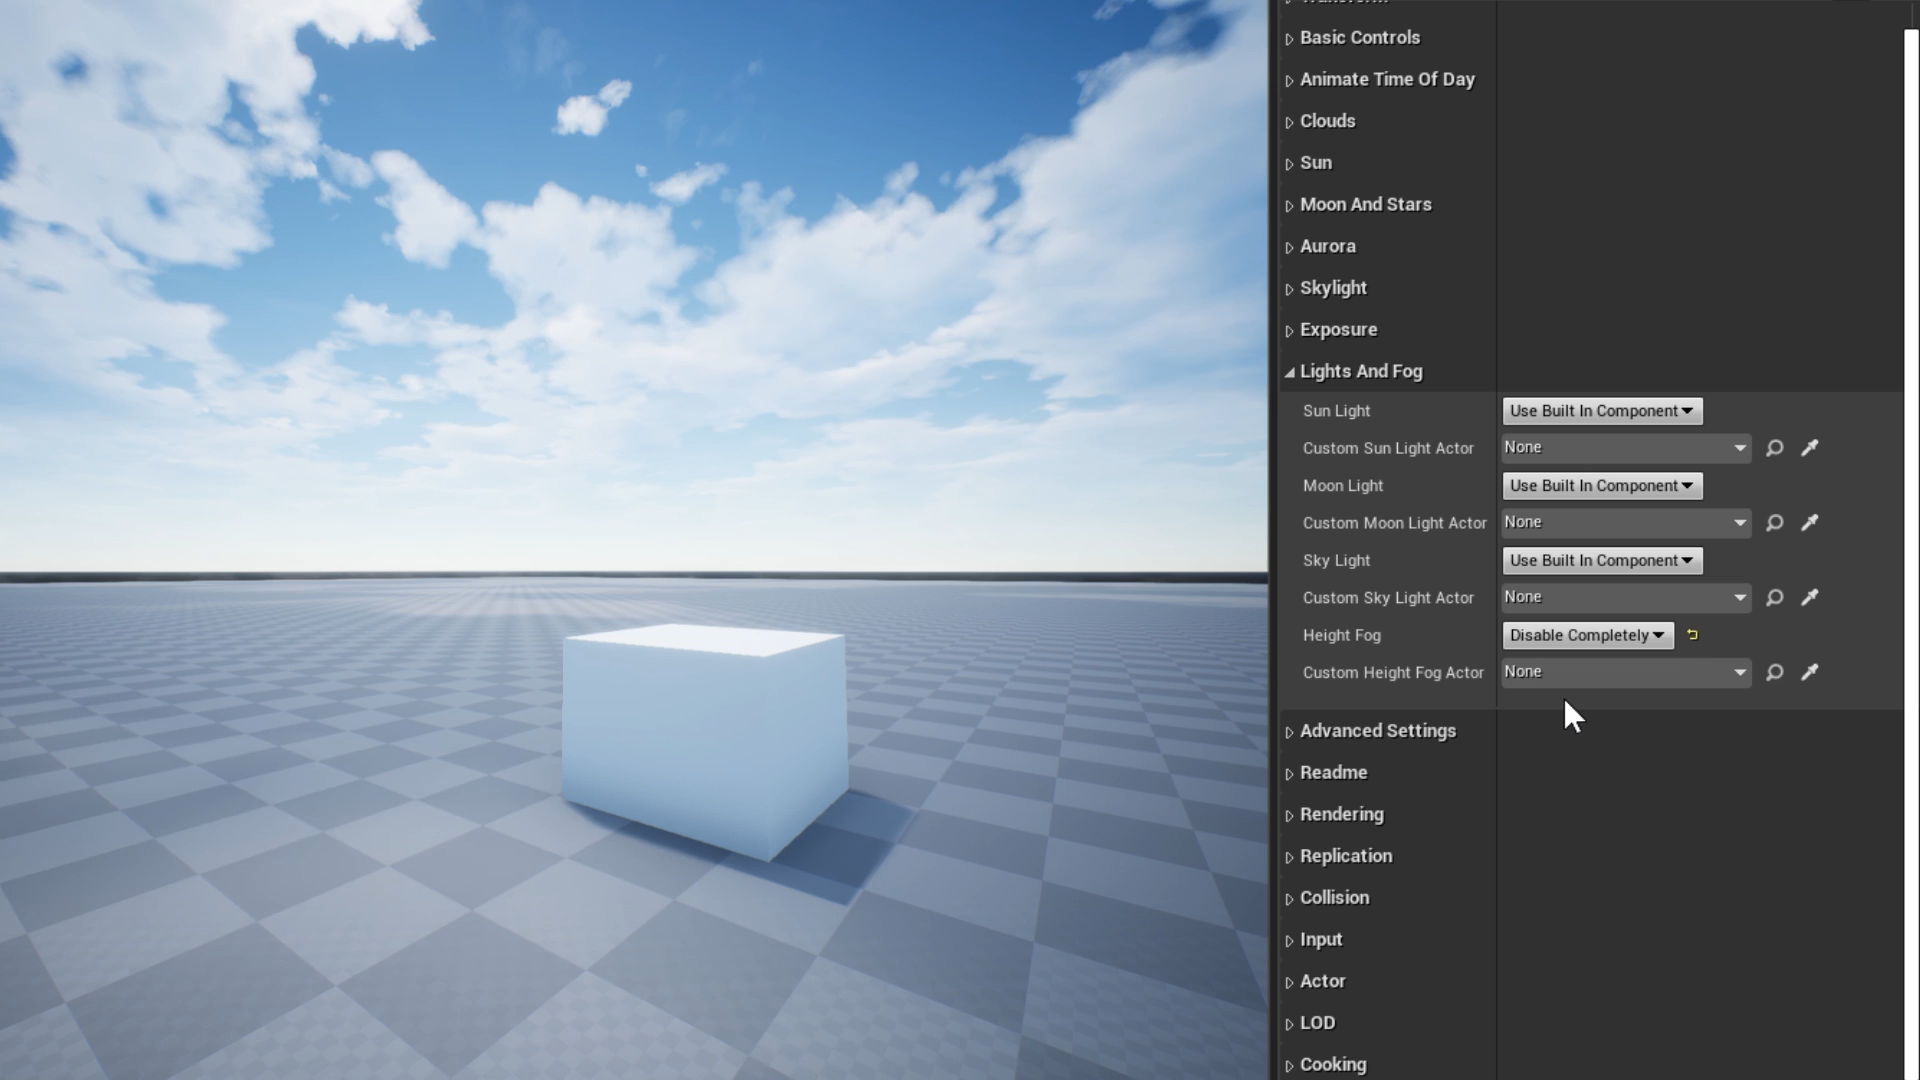 Basic Controls
Animate Time Of Day
Clouds
Sun
Moon And Stars
Aurora
Skylight
Exposure
Lights And Fog
Sun Light Use Built In Component
Custom Sun Light Actor None
Moon Light Use Built In Component
Custom Moon Light Actor None
Sky Light Use Built In Component
Custom Sky Light Actor None
Height Fog Disable Completely
Custom Height Fog Actor None
Advanced Settings
Readme
Rendering
Replication
Collision
Input
Actor
LOD
Cooking